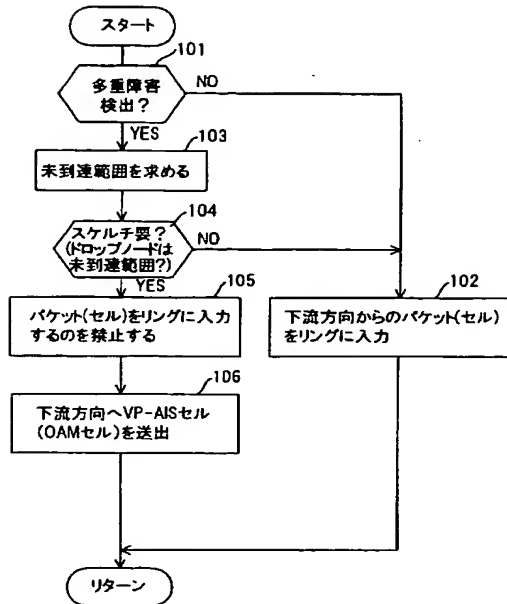 スタート
101
多重障害
検出?
NO
YES
103
未到達範囲を求める
104
スケルチ要?
(ドロップノードは
未到達範囲?)
NO
YES
105
パケット(セル)をリングに入力
するのを禁止する
102
下流方向からのパケット(セル)
をリングに入力
106
下流方向へVP-AISセル
(OAMセル)を送出
リターン